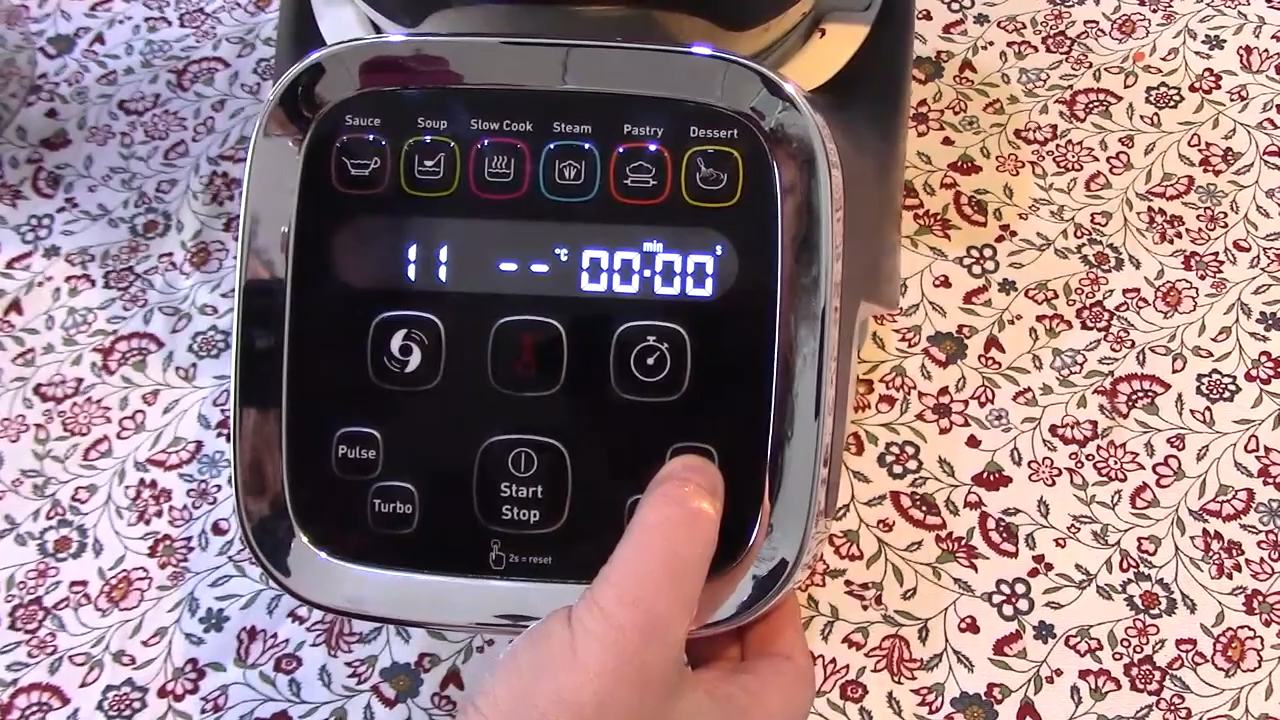 Sauce Soup Slow Cook Steam Pastry Dessert
11 -- °C 00:00 min s
Pulse
Turbo
Start
Stop
2s = reset